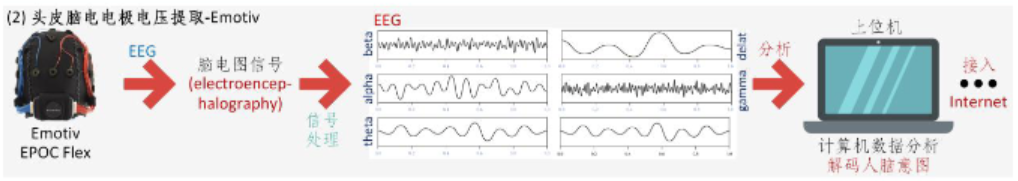 (2) 头皮脑电电极电压提取-Emotiv
Emotiv
EPOC Flex
EEG
脑电图信号
(electroencep-
halography)
信号
处理
EEG
beta
alpha
theta
delat
gamma
分析
上位机
计算机数据分析
解码人脑意图
接入
Internet